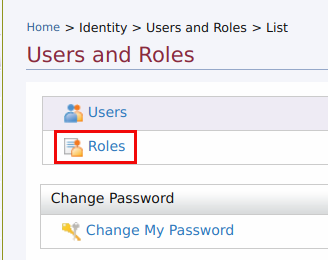 Home > Identity > Users and Roles > List
Users and Roles
Users
Roles
Change Password
Change My Password